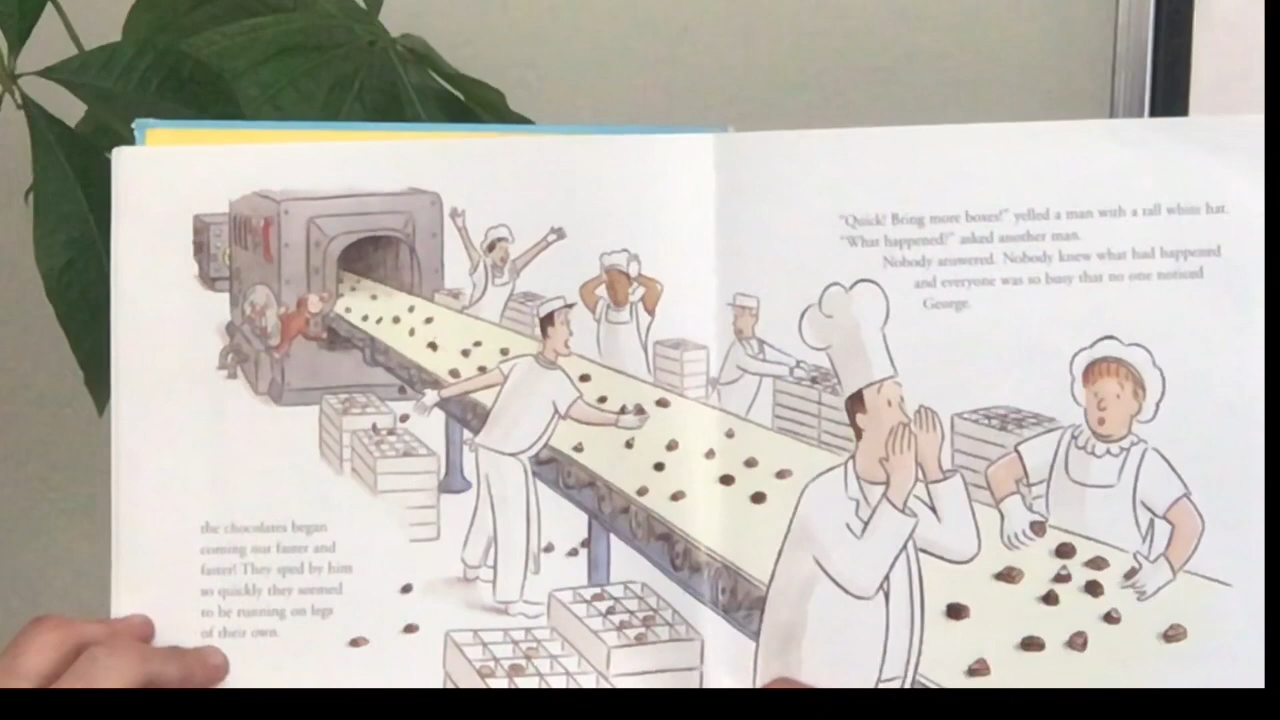 the chocolates began
coming out faster and
faster! They sped by him
so quickly they seemed
to be running on legs
of their own.
"Quick! Bring more boxes!" yelled a man with a tall white hat.
"What happened?" asked another man.
Nobody answered. Nobody knew what had happened
and everyone was so busy that no one noticed
George.